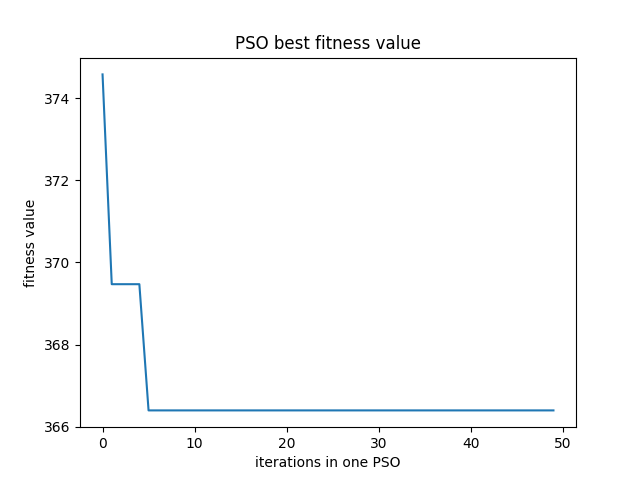 PSO best fitness value
374
372
370
368
366
fitness value
0 10 20 30 40 50
iterations in one PSO